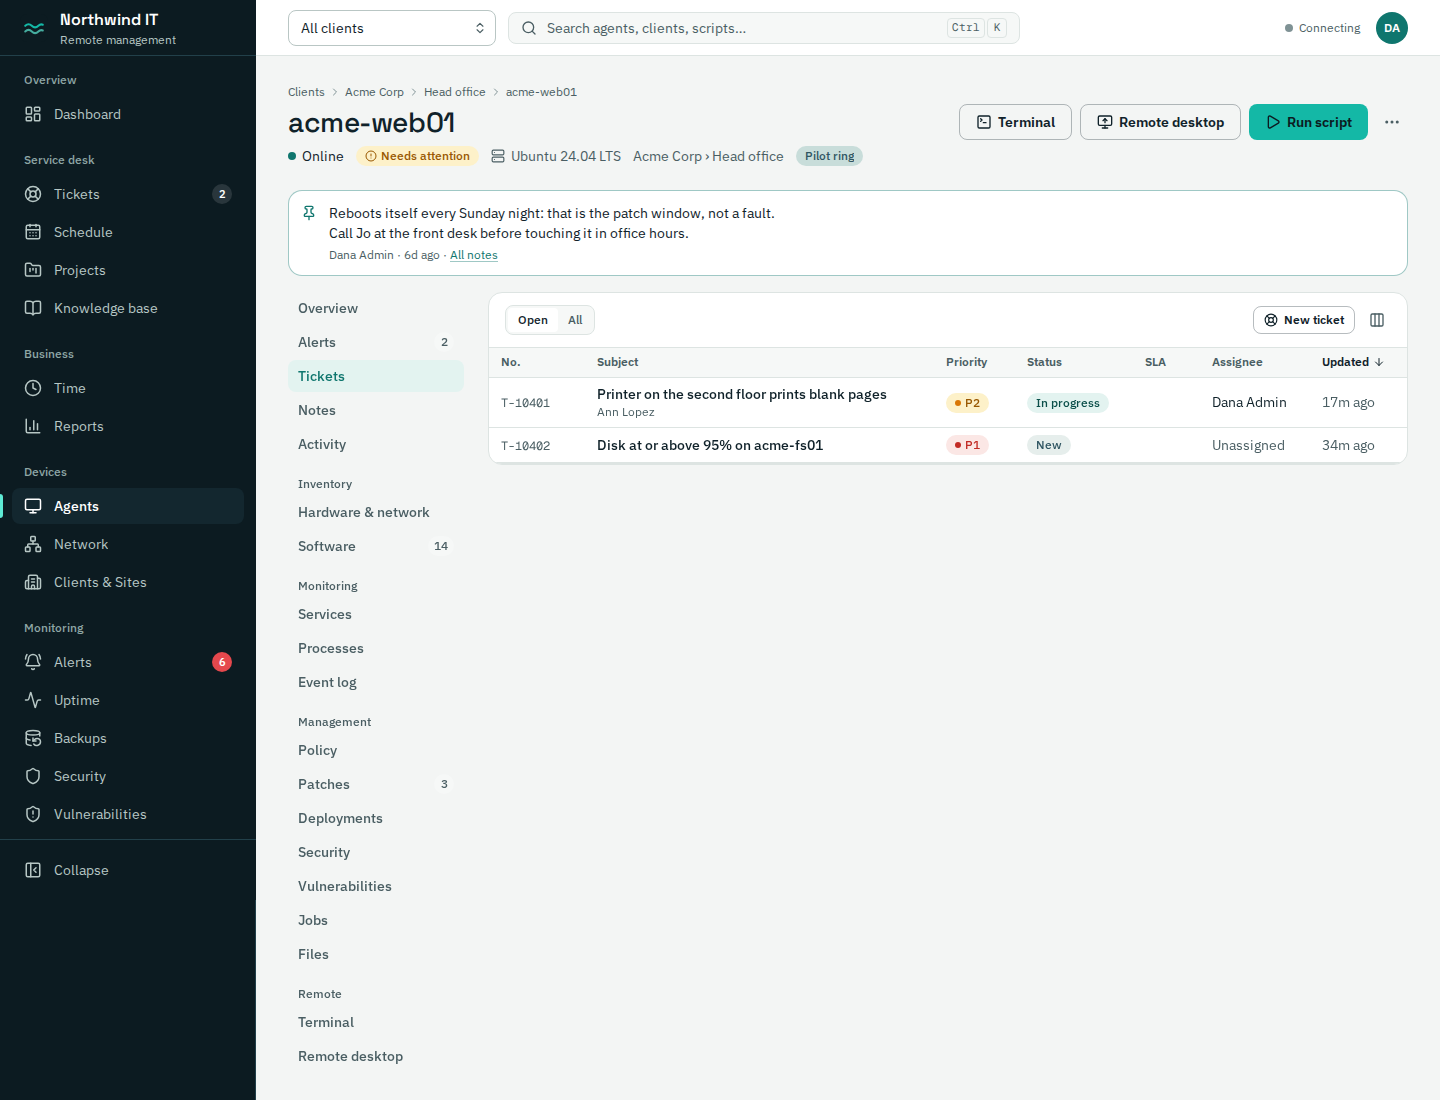 Northwind IT
Remote management
Overview
Dashboard
Service desk
Tickets 2
Schedule
Projects
Knowledge base
Business
Time
Reports
Devices
Agents
Network
Clients & Sites
Monitoring
Alerts 6
Uptime
Backups
Security
Vulnerabilities
Collapse
All clients
Search agents, clients, scripts... Ctrl K
Connecting DA
Clients > Acme Corp > Head office > acme-web01
acme-web01
Terminal
Remote desktop
Run script
Online Needs attention Ubuntu 24.04 LTS Acme Corp › Head office Pilot ring
Reboots itself every Sunday night: that is the patch window, not a fault.
Call Jo at the front desk before touching it in office hours.
Dana Admin · 6d ago · All notes
Overview
Alerts 2
Tickets
Notes
Activity
Inventory
Hardware & network
Software 14
Monitoring
Services
Processes
Event log
Management
Policy
Patches 3
Deployments
Security
Vulnerabilities
Jobs
Files
Remote
Terminal
Remote desktop
Open All
New ticket
No. Subject Priority Status SLA Assignee Updated
T-10401 Printer on the second floor prints blank pages P2 In progress Dana Admin 17m ago
Ann Lopez
T-10402 Disk at or above 95% on acme-fs01 P1 New Unassigned 34m ago